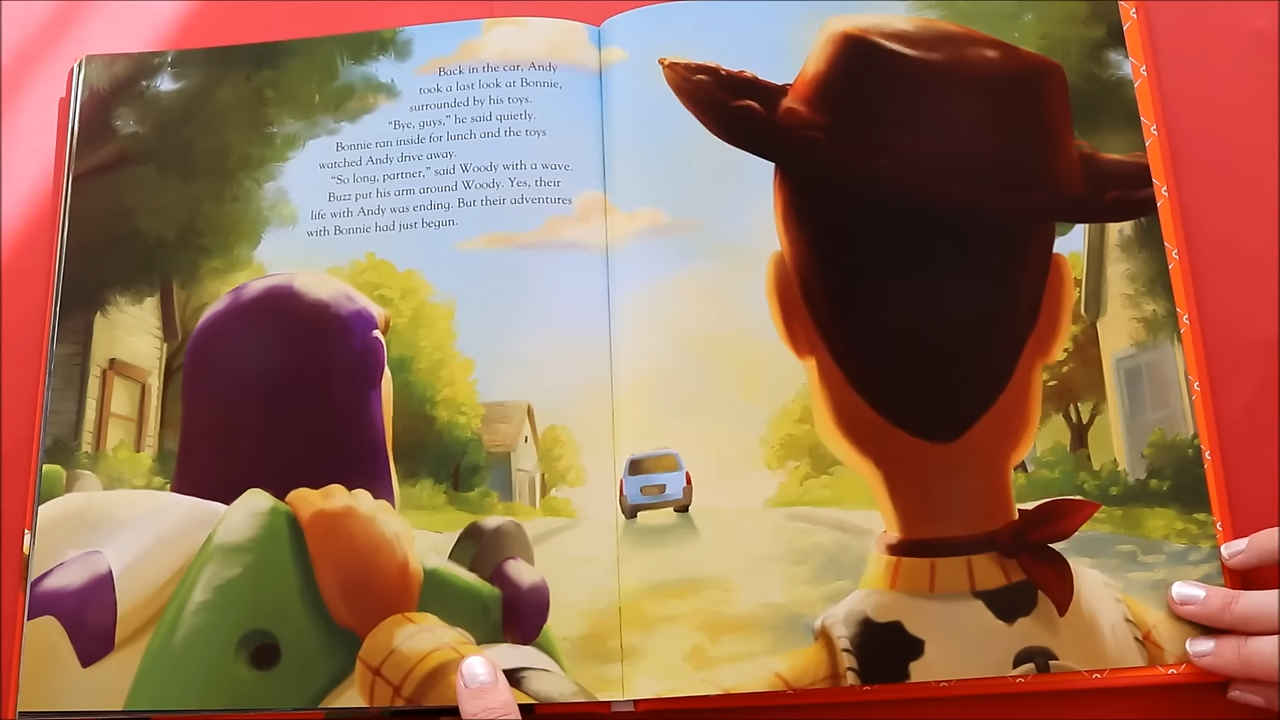 Back in the car, Andy
took a last look at Bonnie,
surrounded by his toys.
“Bye, guys,” he said quietly.
Bonnie ran inside for lunch and the toys
watched Andy drive away.
“So long, partner,” said Woody with a wave.
Buzz put his arm around Woody. Yes, their
life with Andy was ending. But their adventures
with Bonnie had just begun.